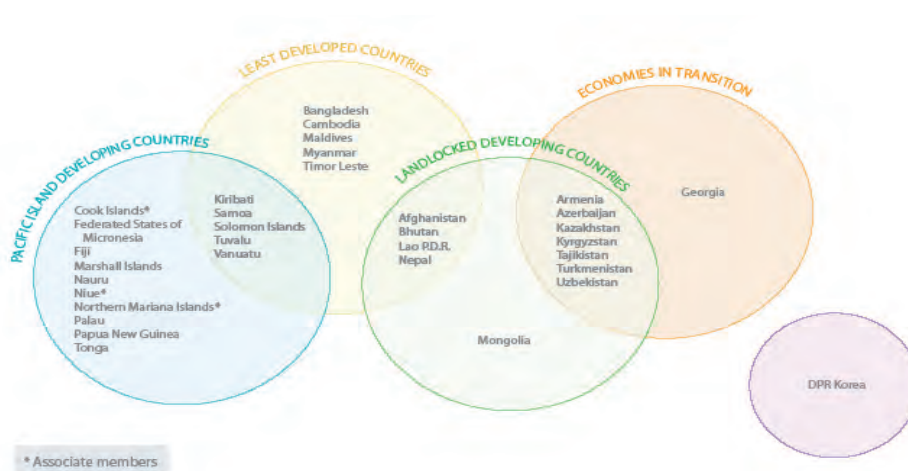 LEAST DEVELOPED COUNTRIES
Bangladesh
Cambodia
Maldives
Myanmar
Timor Leste
PACIFIC ISLAND DEVELOPING COUNTRIES
Cook Islands*
Federated States of
Micronesia
Fiji
Marshall Islands
Nauru
Niue*
Northern Mariana Islands*
Palau
Papua New Guinea
Tonga
Kiribati
Samoa
Solomon Islands
Tuvalu
Vanuatu
LANDLOCKED DEVELOPING COUNTRIES
Afghanistan
Bhutan
Lao P.D.R.
Nepal
Mongolia
ECONOMIES IN TRANSITION
Armenia
Azerbaijan
Kazakhstan
Kyrgyzstan
Tajikistan
Turkmenistan
Uzbekistan
Georgia
DPR Korea
* Associate members